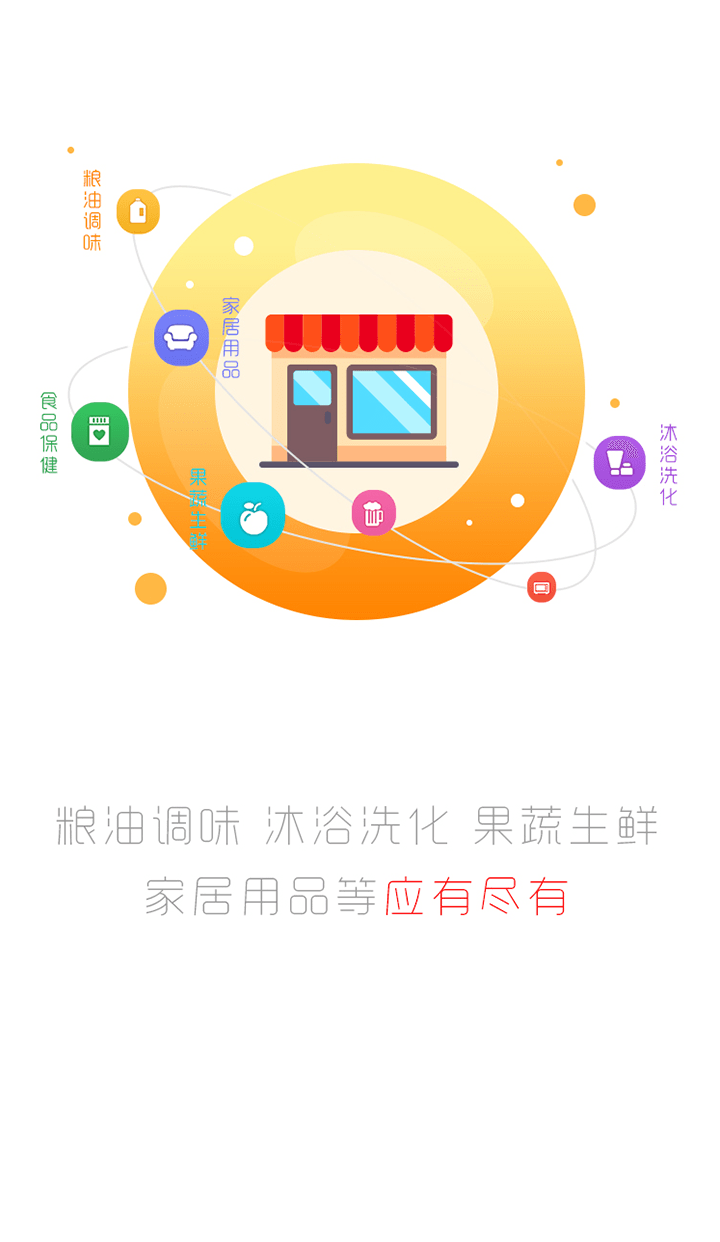 粮油调味
家居用品
食品保健
沐浴洗化
果蔬生鲜
粮油调味 沐浴洗化 果蔬生鲜
家居用品等应有尽有